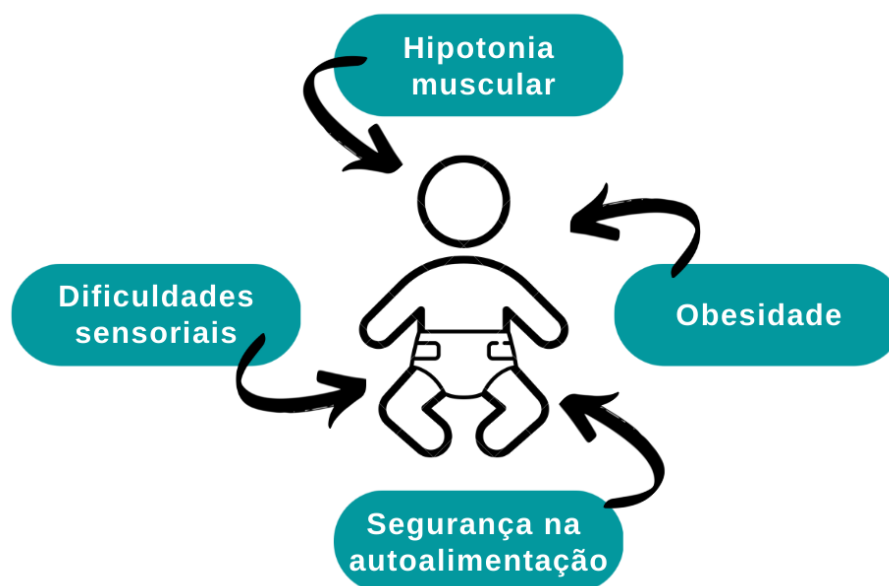 Hipotonia
muscular
Dificuldades
sensoriais
Obesidade
Segurança na
autoalimentação